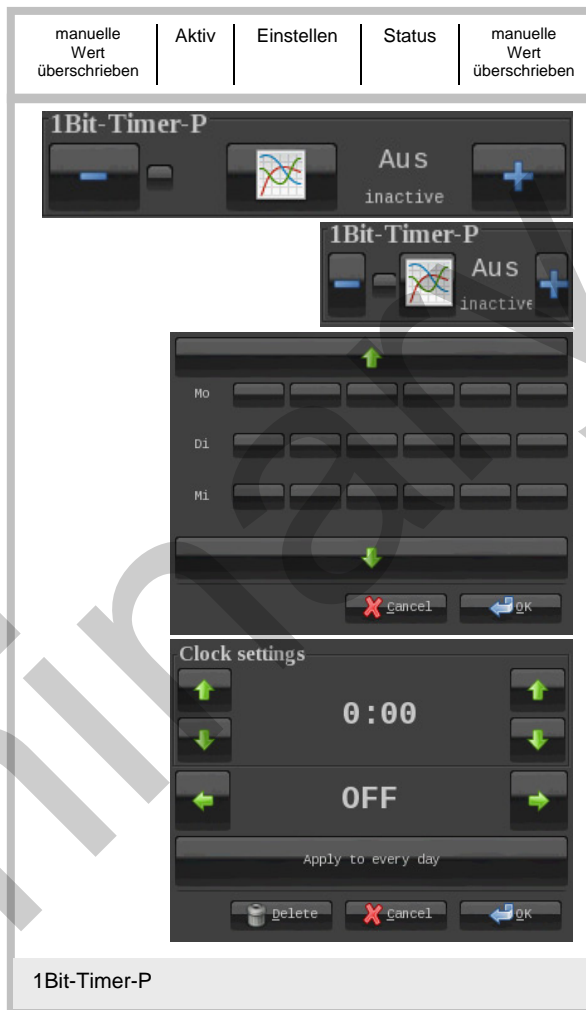 manuelle Wert überschrieben
Aktiv
Einstellen
Status
manuelle Wert überschrieben
1Bit-Timer-P
Aus
inactive
1Bit-Timer-P
Aus
inactive
Mo
Di
Mi
Cancel
OK
Clock settings
0:00
OFF
Apply to every day
Delete
Cancel
OK
1Bit-Timer-P